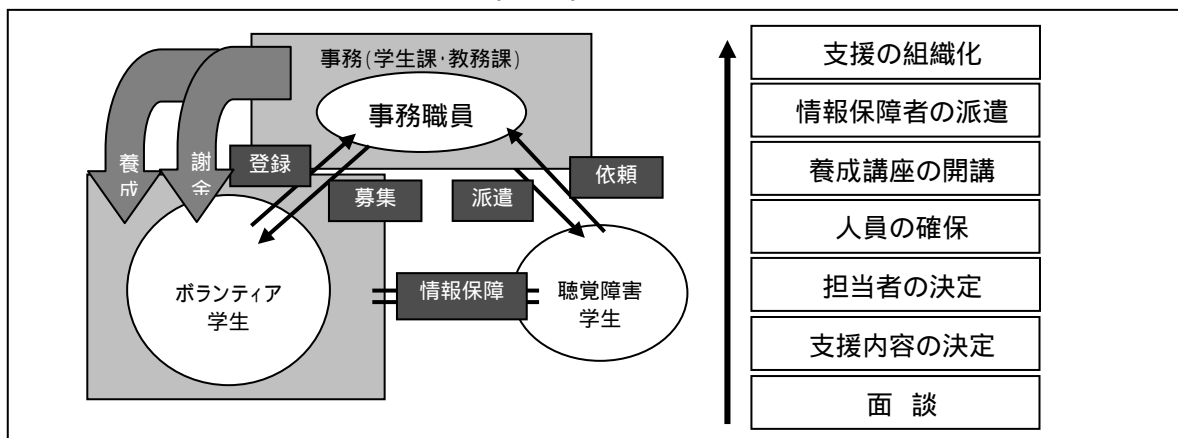 事務(学生課・教務課)
事務職員
養成
謝金
登録
募集
派遣
依頼
ボランティア
学生
情報保障
聴覚障害
学生
支援の組織化
情報保障者の派遣
養成講座の開講
人員の確保
担当者の決定
支援内容の決定
面 談